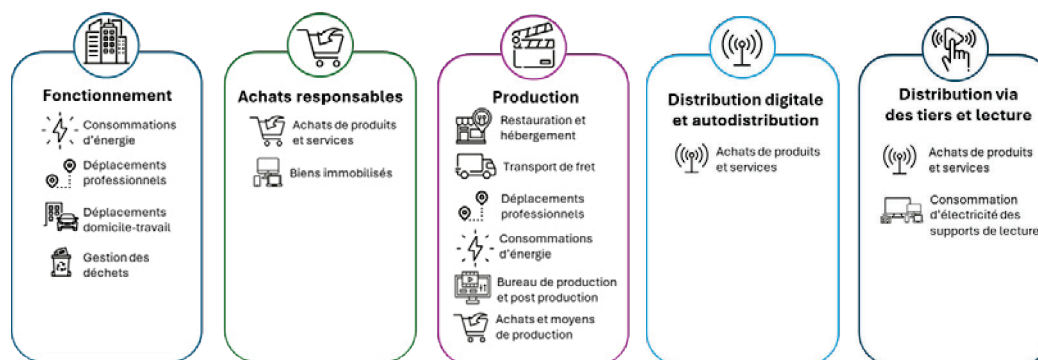 Fonctionnement
Consommations
d'énergie
Déplacements
professionnels
Déplacements
domicile-travail
Gestion des
déchets
Achats responsables
Achats de produits
et services
Biens immobilisés
Production
Restauration et
hébergement
Transport de fret
Déplacements
professionnels
Consommations
d'énergie
Bureau de production
et post production
Achats et moyens
de production
Distribution digitale
et autodistribution
Achats de produits
et services
Distribution via
des tiers et lecture
Achats de produits
et services
Consommation
d'électricité des
supports de lecture